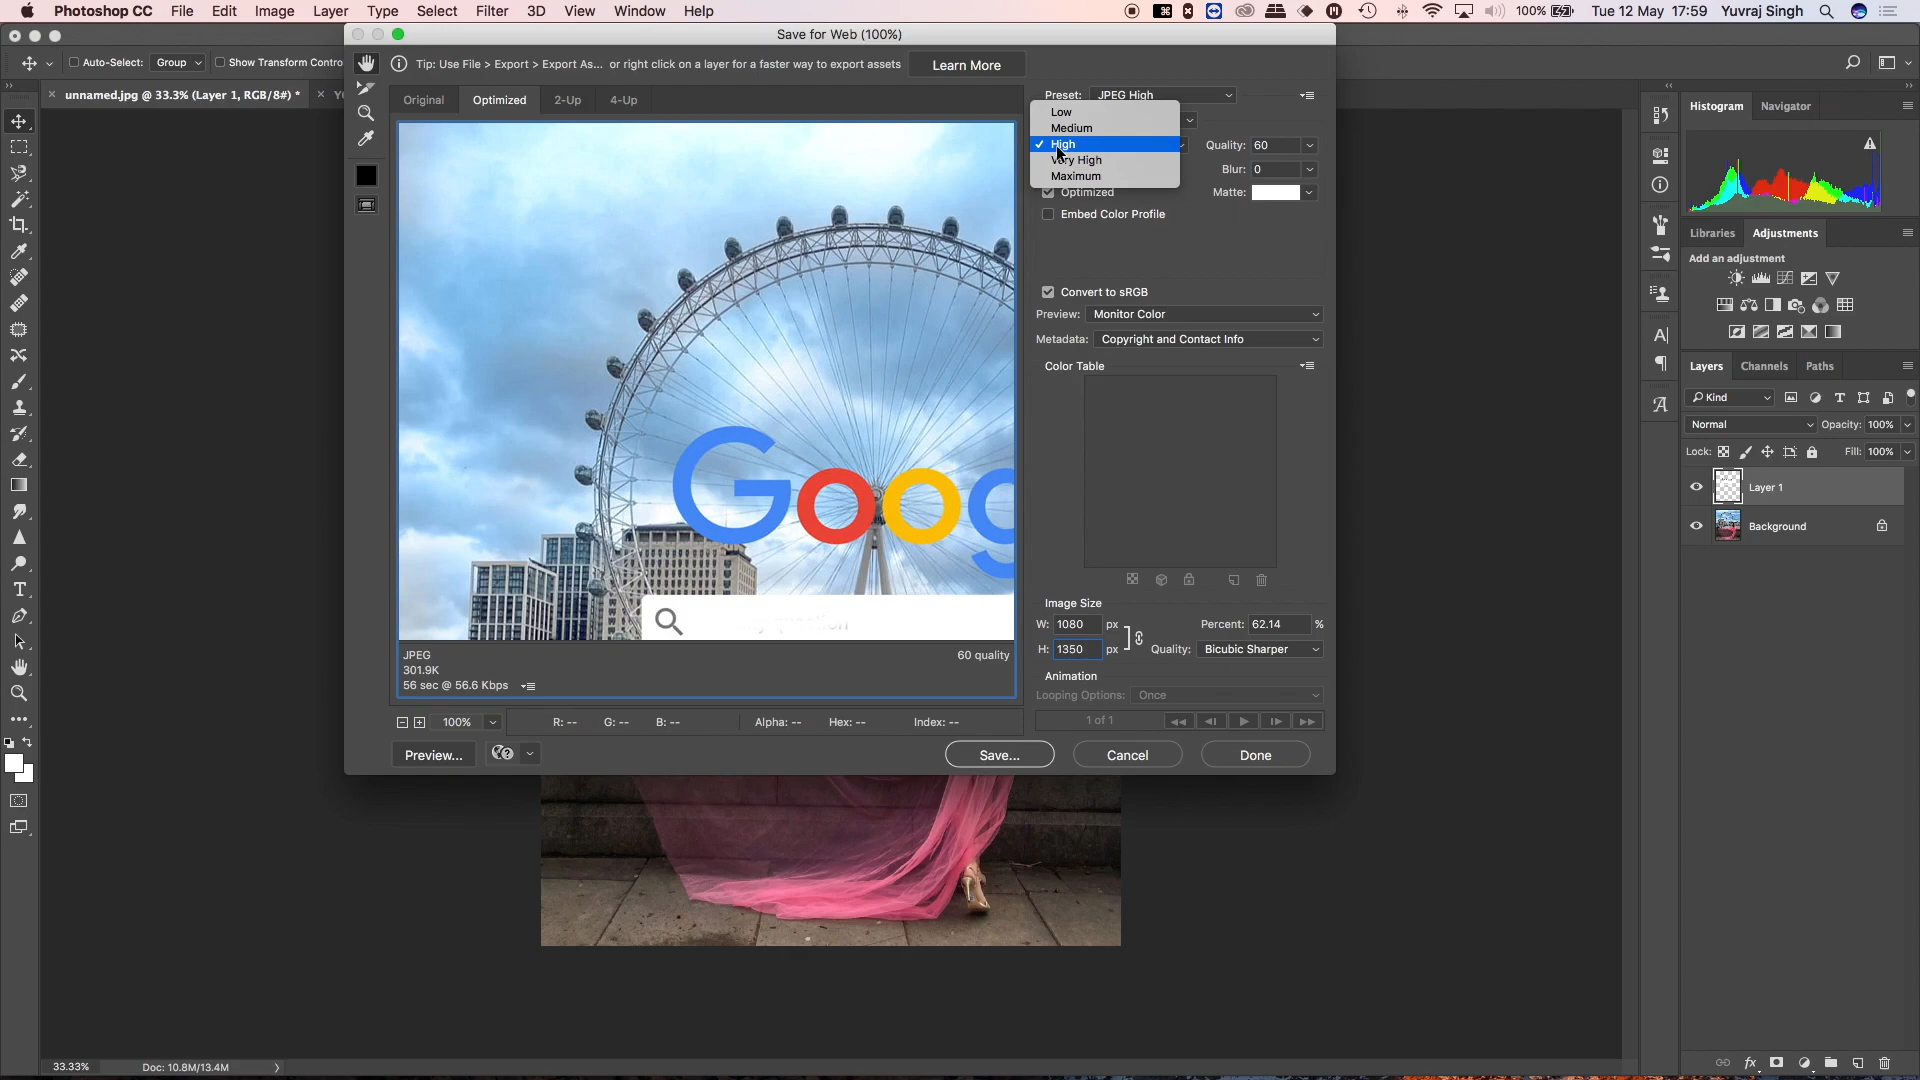 Photoshop CC File Edit Image Layer Type Select Filter 3D View Window Help 100% Tue 12 May 17:59 Yuvraj Singh
Save for Web (100%)
Auto-Select: Group Show Transform Contro
Tip: Use File > Export > Export As... or right click on a layer for a faster way to export assets Learn More
unnamed.jpg @ 33.3% (Layer 1, RGB/8#) *
Original Optimized 2-Up 4-Up
Preset: JPEG High
Low
Medium
High
Very High
Maximum
Quality: 60
Blur: 0
Optimized
Matte:
Embed Color Profile
Convert to sRGB
Preview: Monitor Color
Metadata: Copyright and Contact Info
Color Table
Goog
question
JPEG
301.9K
56 sec @ 56.6 Kbps
60 quality
Image Size
W: 1080 px Percent: 62.14 %
H: 1350 px Quality: Bicubic Sharper
Animation
Looping Options: Once
1 of 1
100% R: -- G: -- B: -- Alpha: -- Hex: -- Index: --
Preview... Save... Cancel Done
Histogram Navigator
Libraries Adjustments
Add an adjustment
Layers Channels Paths
Kind
Normal Opacity: 100%
Lock: Fill: 100%
Layer 1
Background
33.33% Doc: 10.8M/13.4M